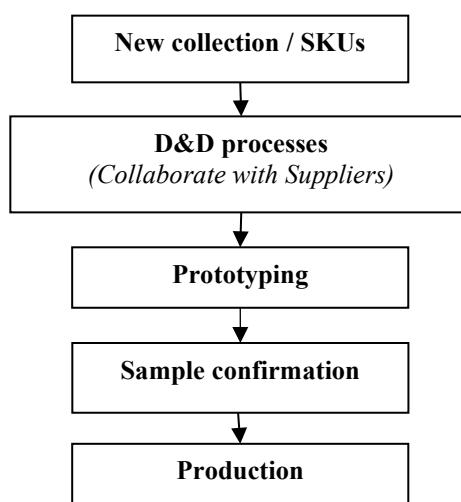 New collection / SKUs
D&D processes
(Collaborate with Suppliers)
Prototyping
Sample confirmation
Production